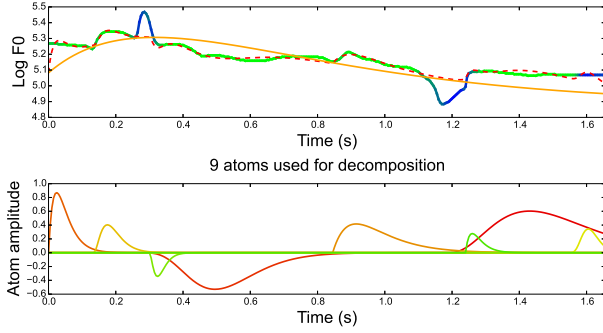 5.5
5.4
5.3
5.2
5.1
5.0
4.9
4.8
Log F0
0.0 0.2 0.4 0.6 0.8 1.0 1.2 1.4 1.6
Time (s)
9 atoms used for decomposition
1.0
0.8
0.6
0.4
0.2
0.0
−0.2
−0.4
−0.6
Atom amplitude
0.0 0.2 0.4 0.6 0.8 1.0 1.2 1.4 1.6
Time (s)